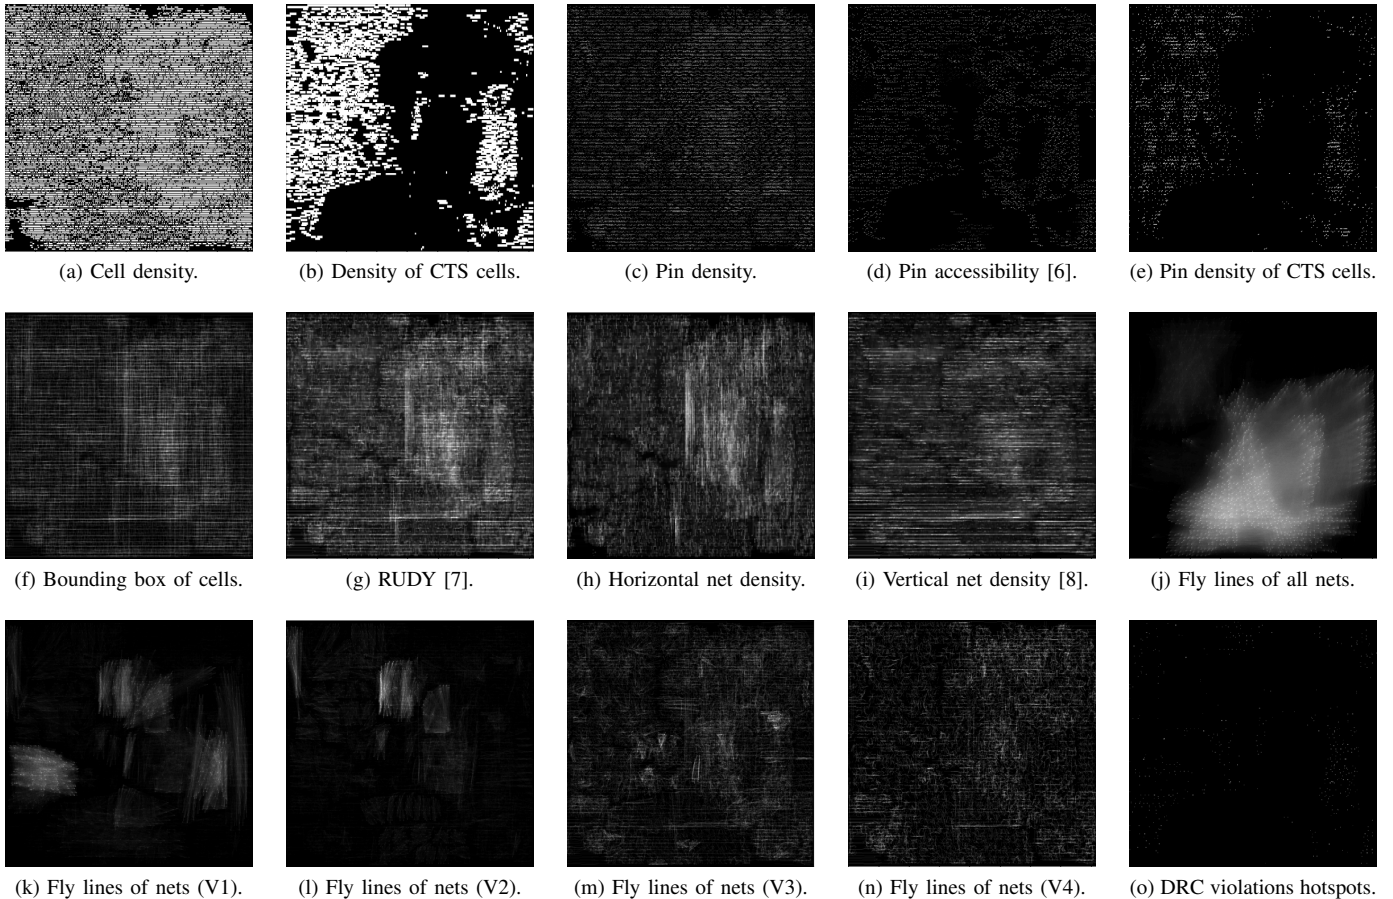 (a) Cell density.
(b) Density of CTS cells.
(c) Pin density.
(d) Pin accessibility [6].
(e) Pin density of CTS cells.
(f) Bounding box of cells.
(g) RUDY [7].
(h) Horizontal net density.
(i) Vertical net density [8].
(j) Fly lines of all nets.
(k) Fly lines of nets (V1).
(l) Fly lines of nets (V2).
(m) Fly lines of nets (V3).
(n) Fly lines of nets (V4).
(o) DRC violations hotspots.